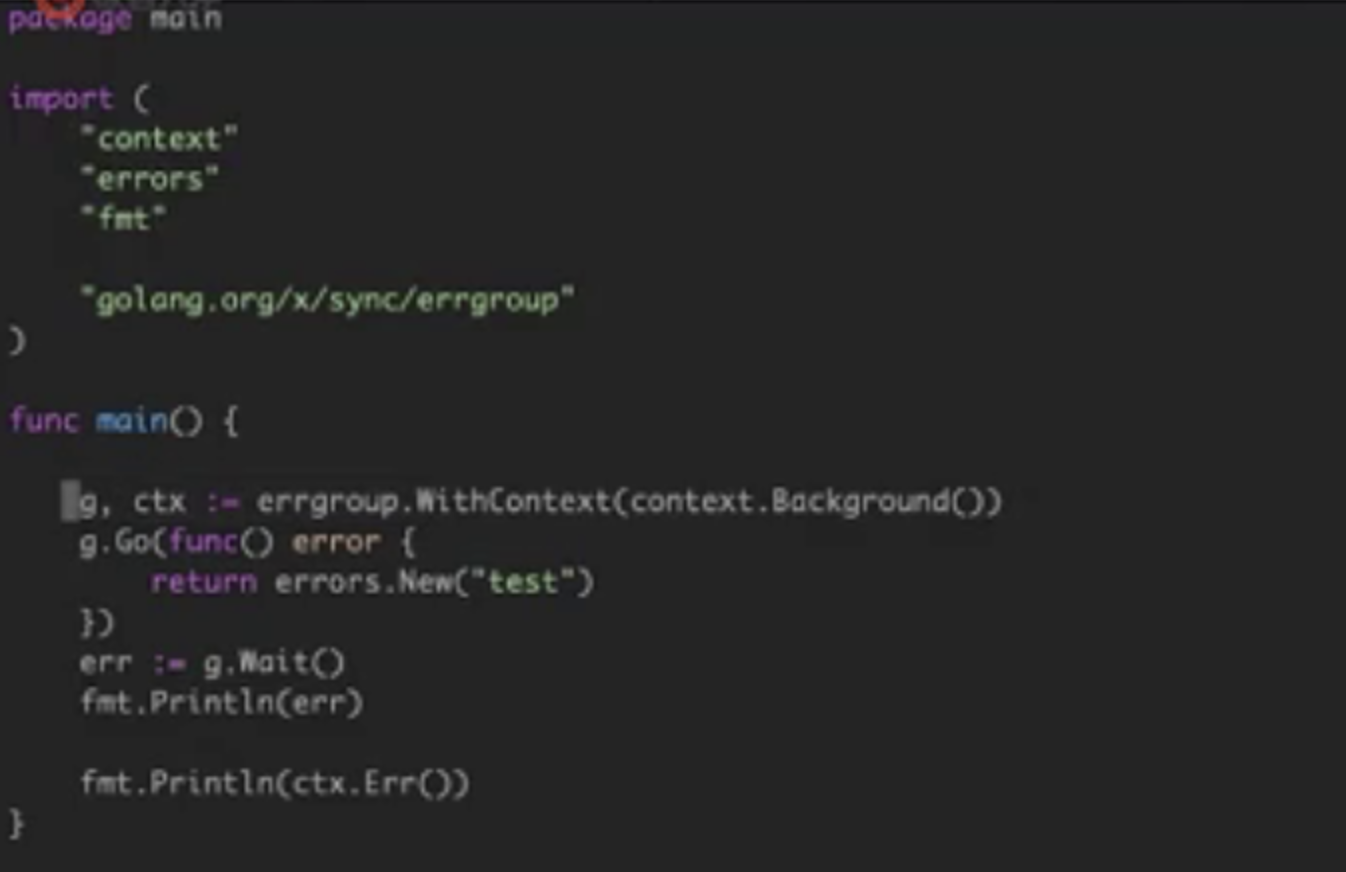 package main
import (
"context"
"errors"
"fmt"
"golang.org/x/sync/errgroup"
)
func main() {
g, ctx := errgroup.WithContext(context.Background())
g.Go(func() error {
return errors.New("test")
})
err := g.Wait()
fmt.Println(err)
fmt.Println(ctx.Err())
}